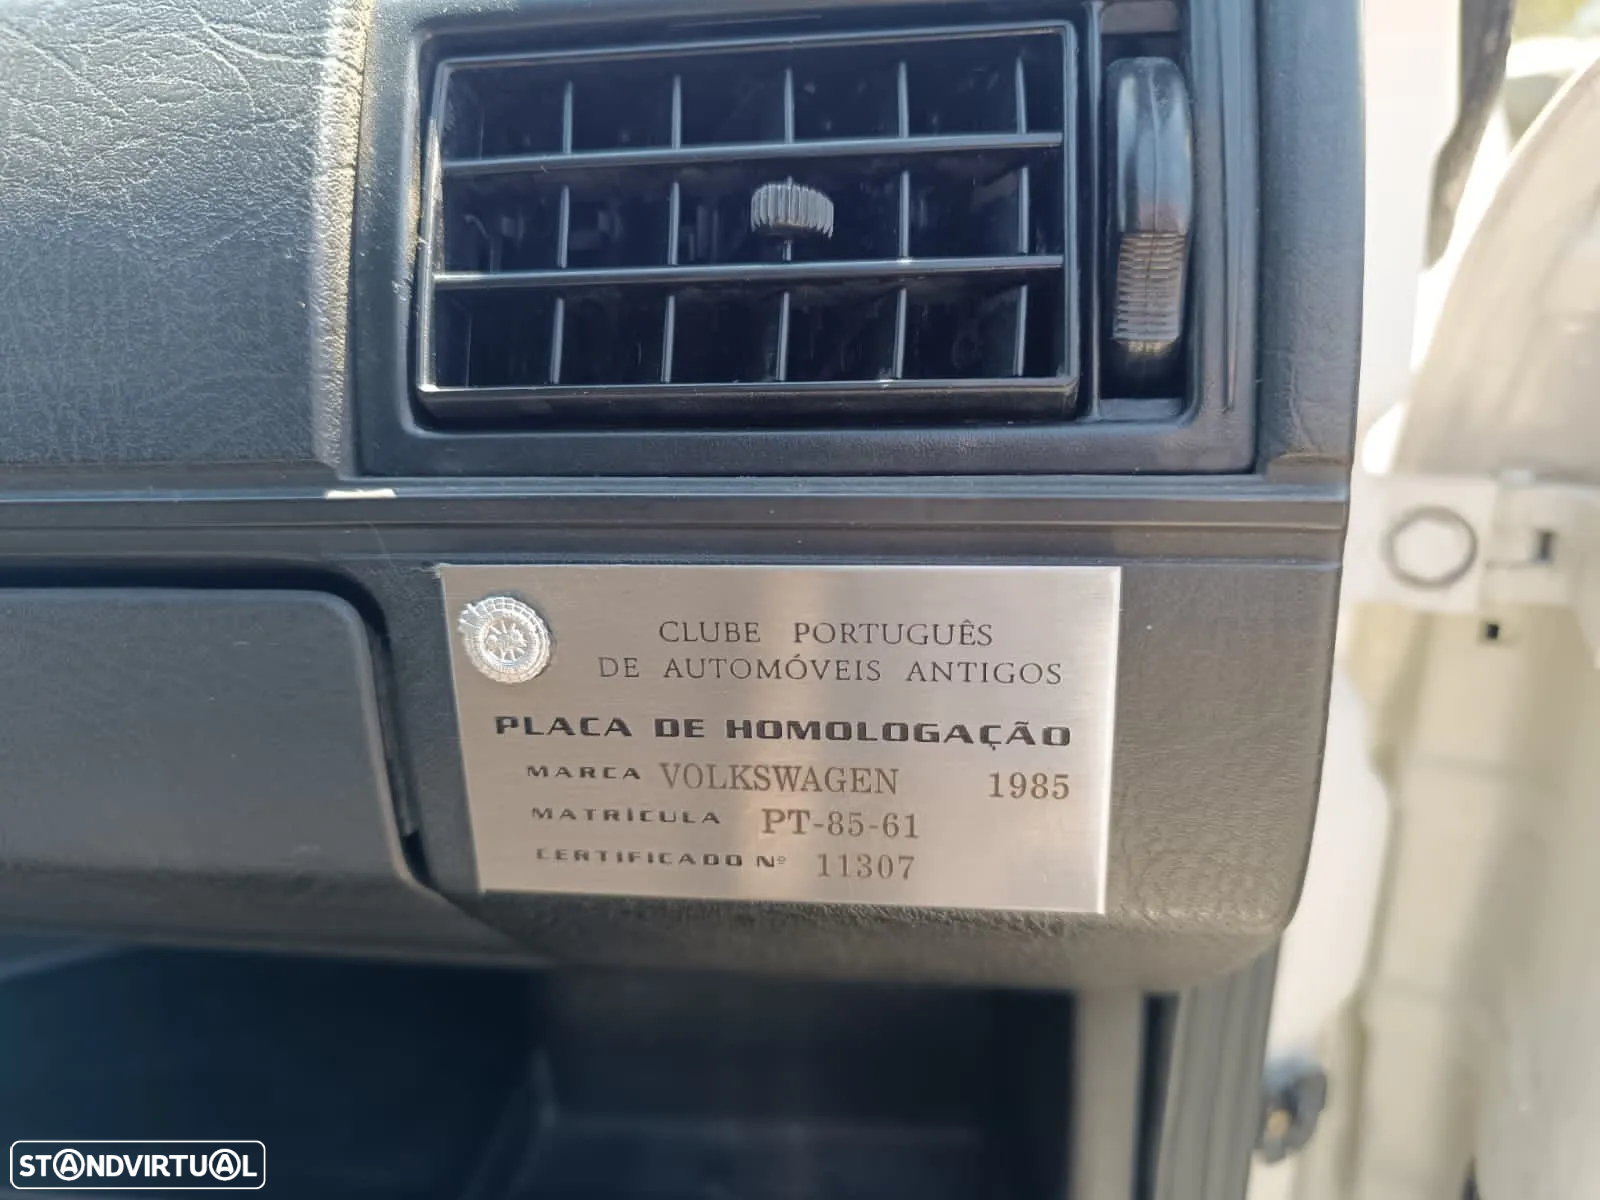 CLUBE PORTUGUÊS
DE AUTOMÓVEIS ANTIGOS
PLACA DE HOMOLOGAÇÃO
MARCA VOLKSWAGEN 1985
MATRÍCULA PT-85-61
CERTIFICADO Nº 11307
STANDVIRTUAL